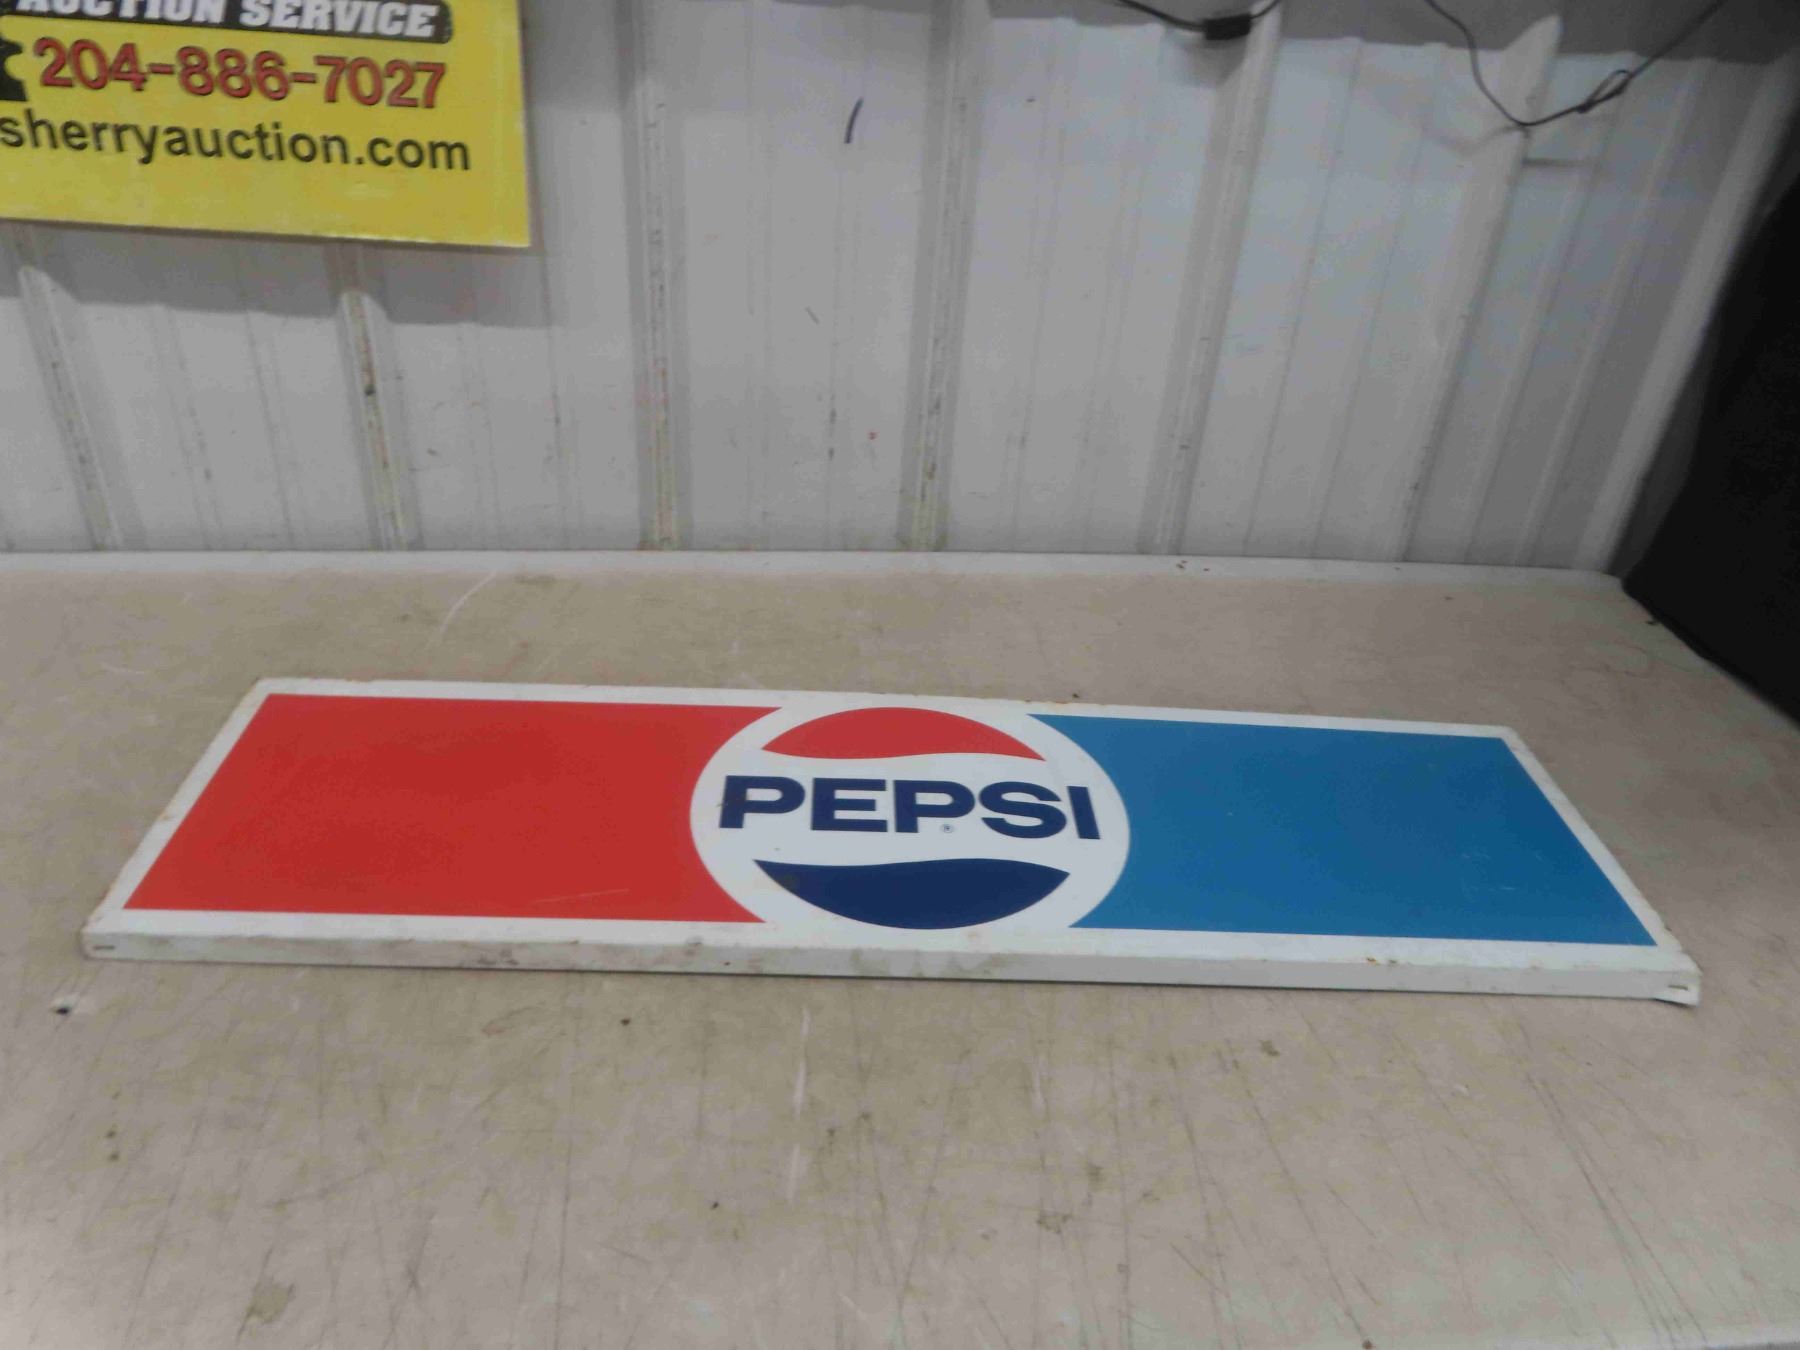 AUCTION SERVICE
204-886-7027
sherryauction.com
PEPSI
®